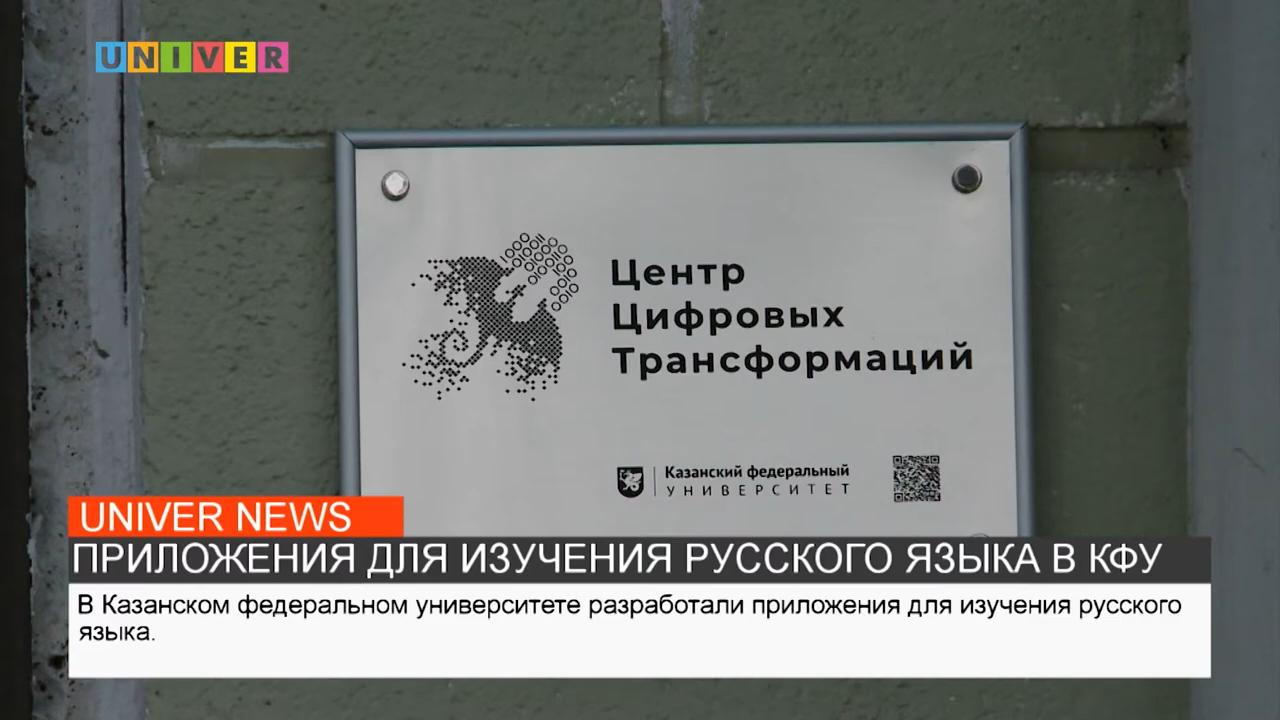 UNIVER
Центр
Цифровых
Трансформаций
Казанский федеральный
УНИВЕРСИТЕТ
UNIVER NEWS
ПРИЛОЖЕНИЯ ДЛЯ ИЗУЧЕНИЯ РУССКОГО ЯЗЫКА В КФУ
В Казанском федеральном университете разработали приложения для изучения русского
языка.